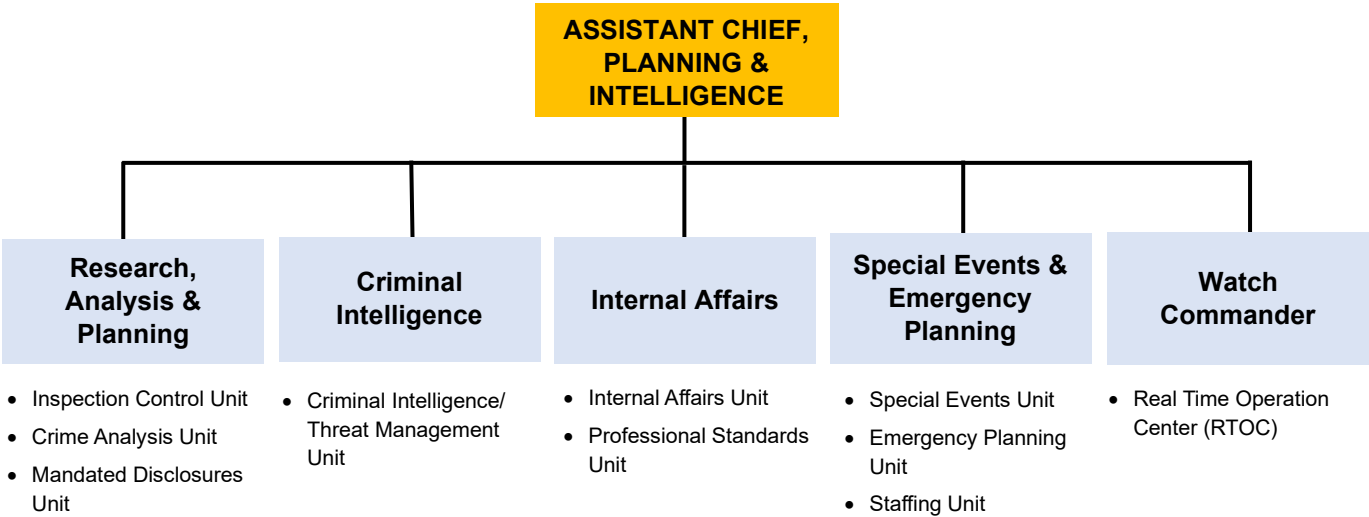 ASSISTANT CHIEF,
PLANNING &
INTELLIGENCE
Research,
Analysis &
Planning
• Inspection Control Unit
• Crime Analysis Unit
• Mandated Disclosures
Unit
Criminal
Intelligence
• Criminal Intelligence/
Threat Management
Unit
Internal Affairs
• Internal Affairs Unit
• Professional Standards
Unit
Special Events &
Emergency
Planning
• Special Events Unit
• Emergency Planning
Unit
• Staffing Unit
Watch
Commander
• Real Time Operation
Center (RTOC)